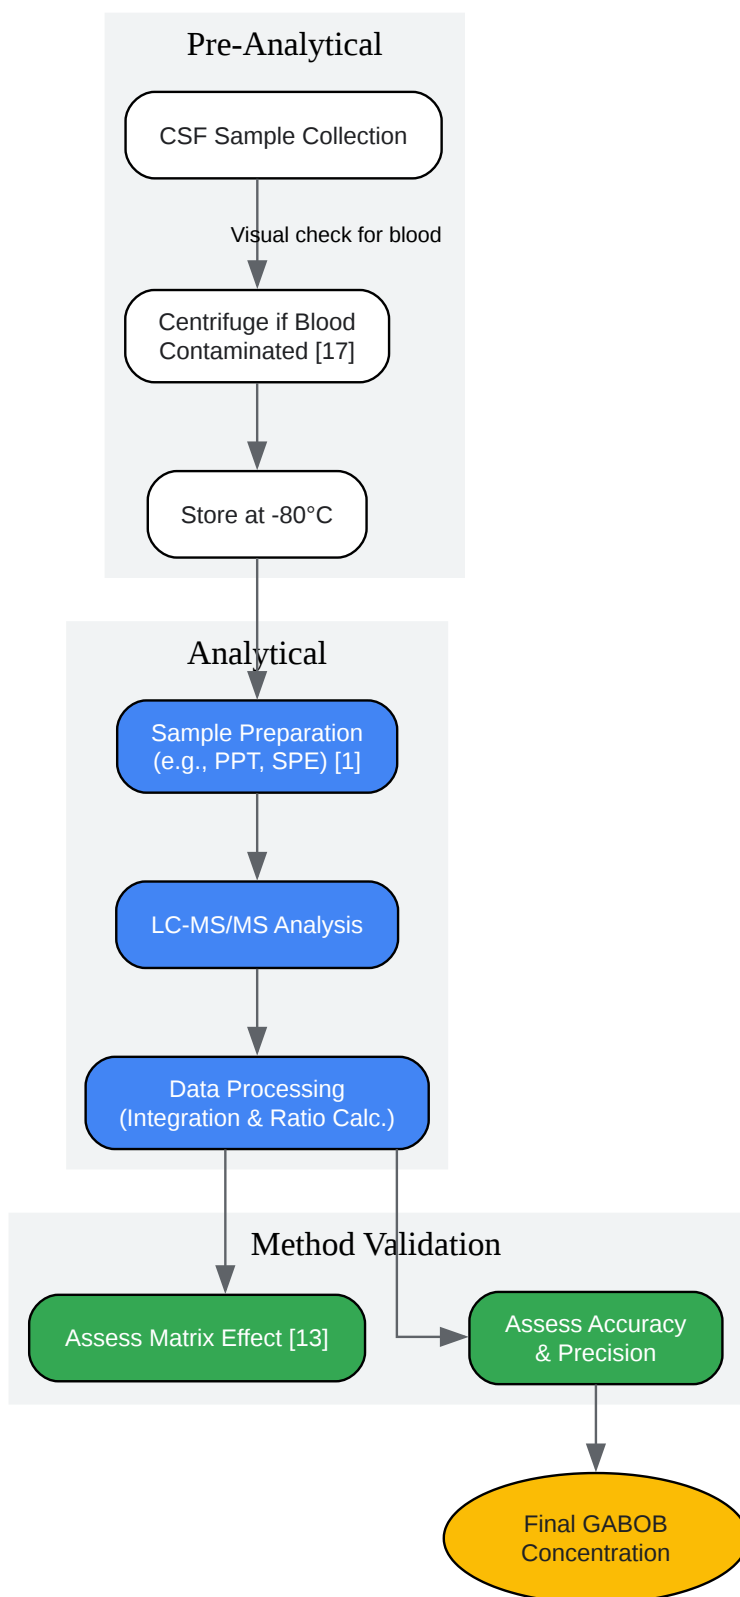 Pre-Analytical
CSF Sample Collection
Visual check for blood
Centrifuge if Blood
Contaminated [17]
Store at -80°C
Analytical
Sample Preparation
(e.g., PPT, SPE) [1]
LC-MS/MS Analysis
Data Processing
(Integration & Ratio Calc.)
Method Validation
Assess Matrix Effect [13]
Assess Accuracy
& Precision
Final GABOB
Concentration